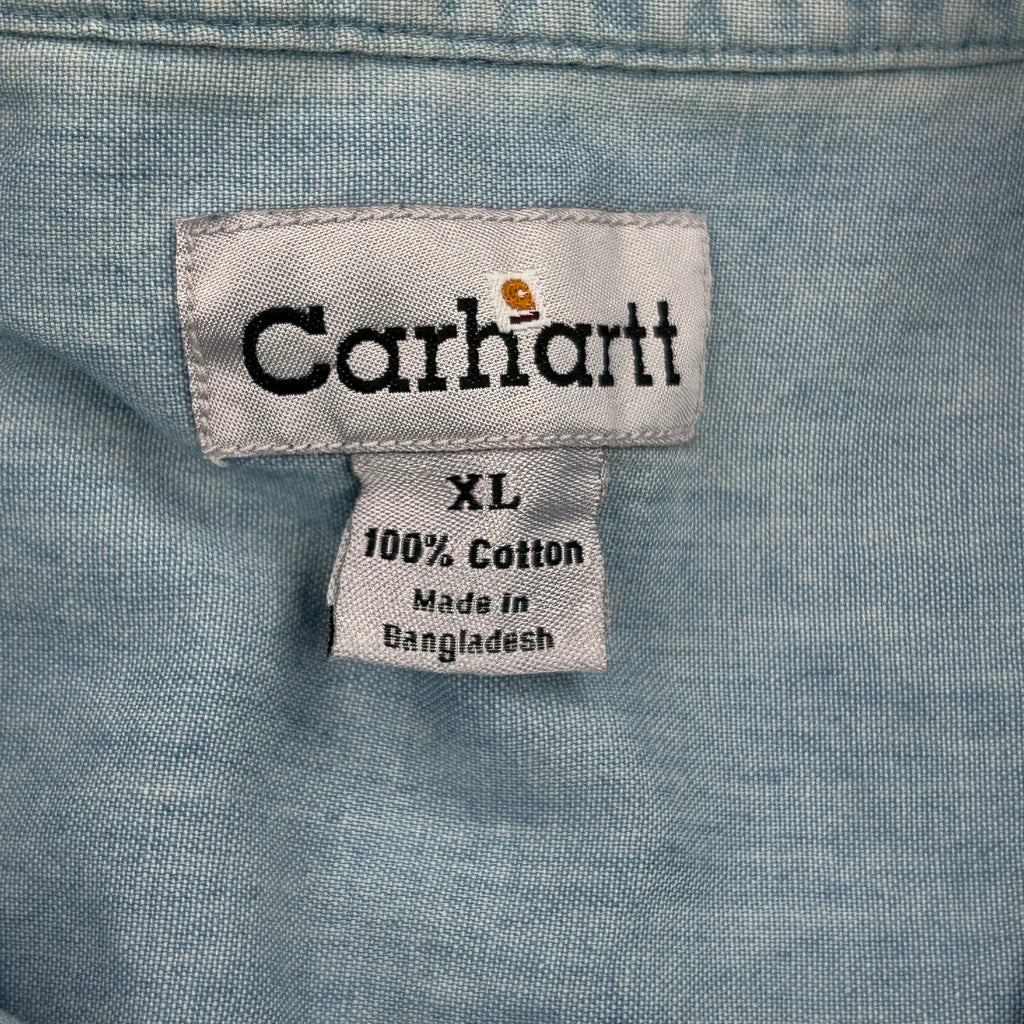 Carhartt
XL
100% Cotton
Made in
Bangladesh